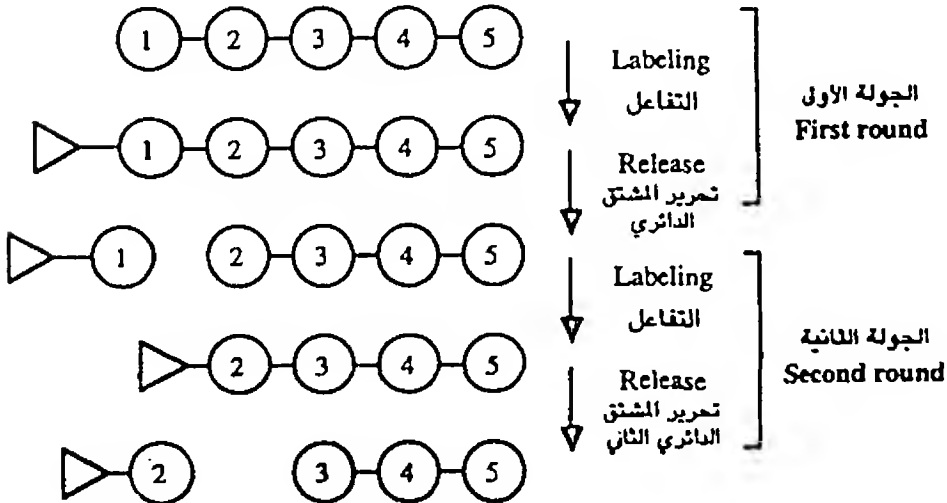 1 2 3 4 5
Labeling
التفاعل
الجولة الأولى
First round
1 2 3 4 5
Release
تحرير المشتق
الدائري
1 2 3 4 5
Labeling
التفاعل
الجولة الثانية
Second round
2 3 4 5
Release
تحرير المشتق
الدائري الثاني
2 3 4 5